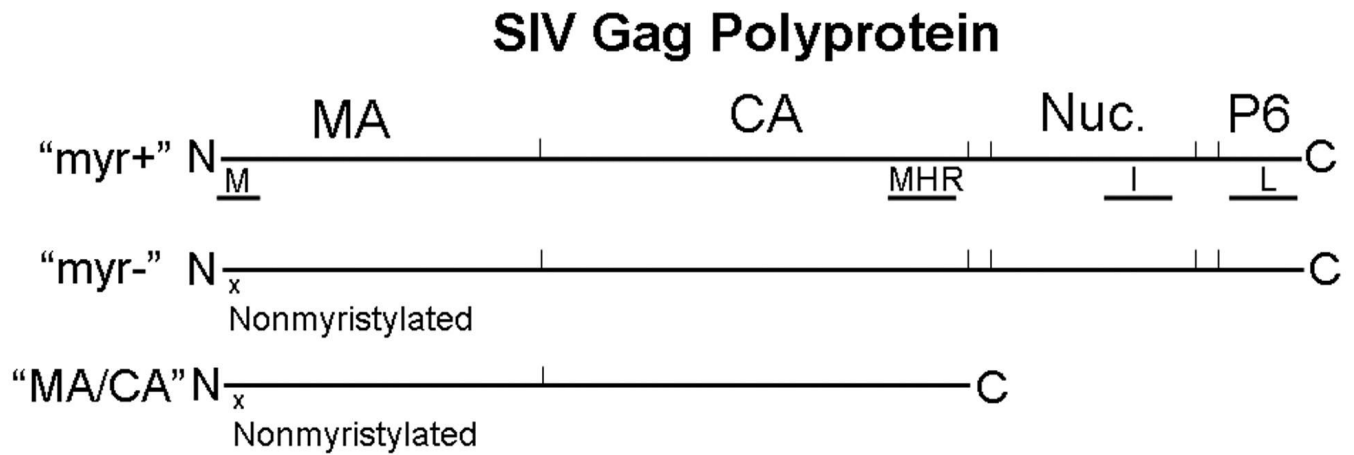 SIV Gag Polyprotein
MA CA Nuc. P6
“myr+” N C
M MHR I L
“myr-” N C
x
Nonmyristylated
“MA/CA” N C
x
Nonmyristylated